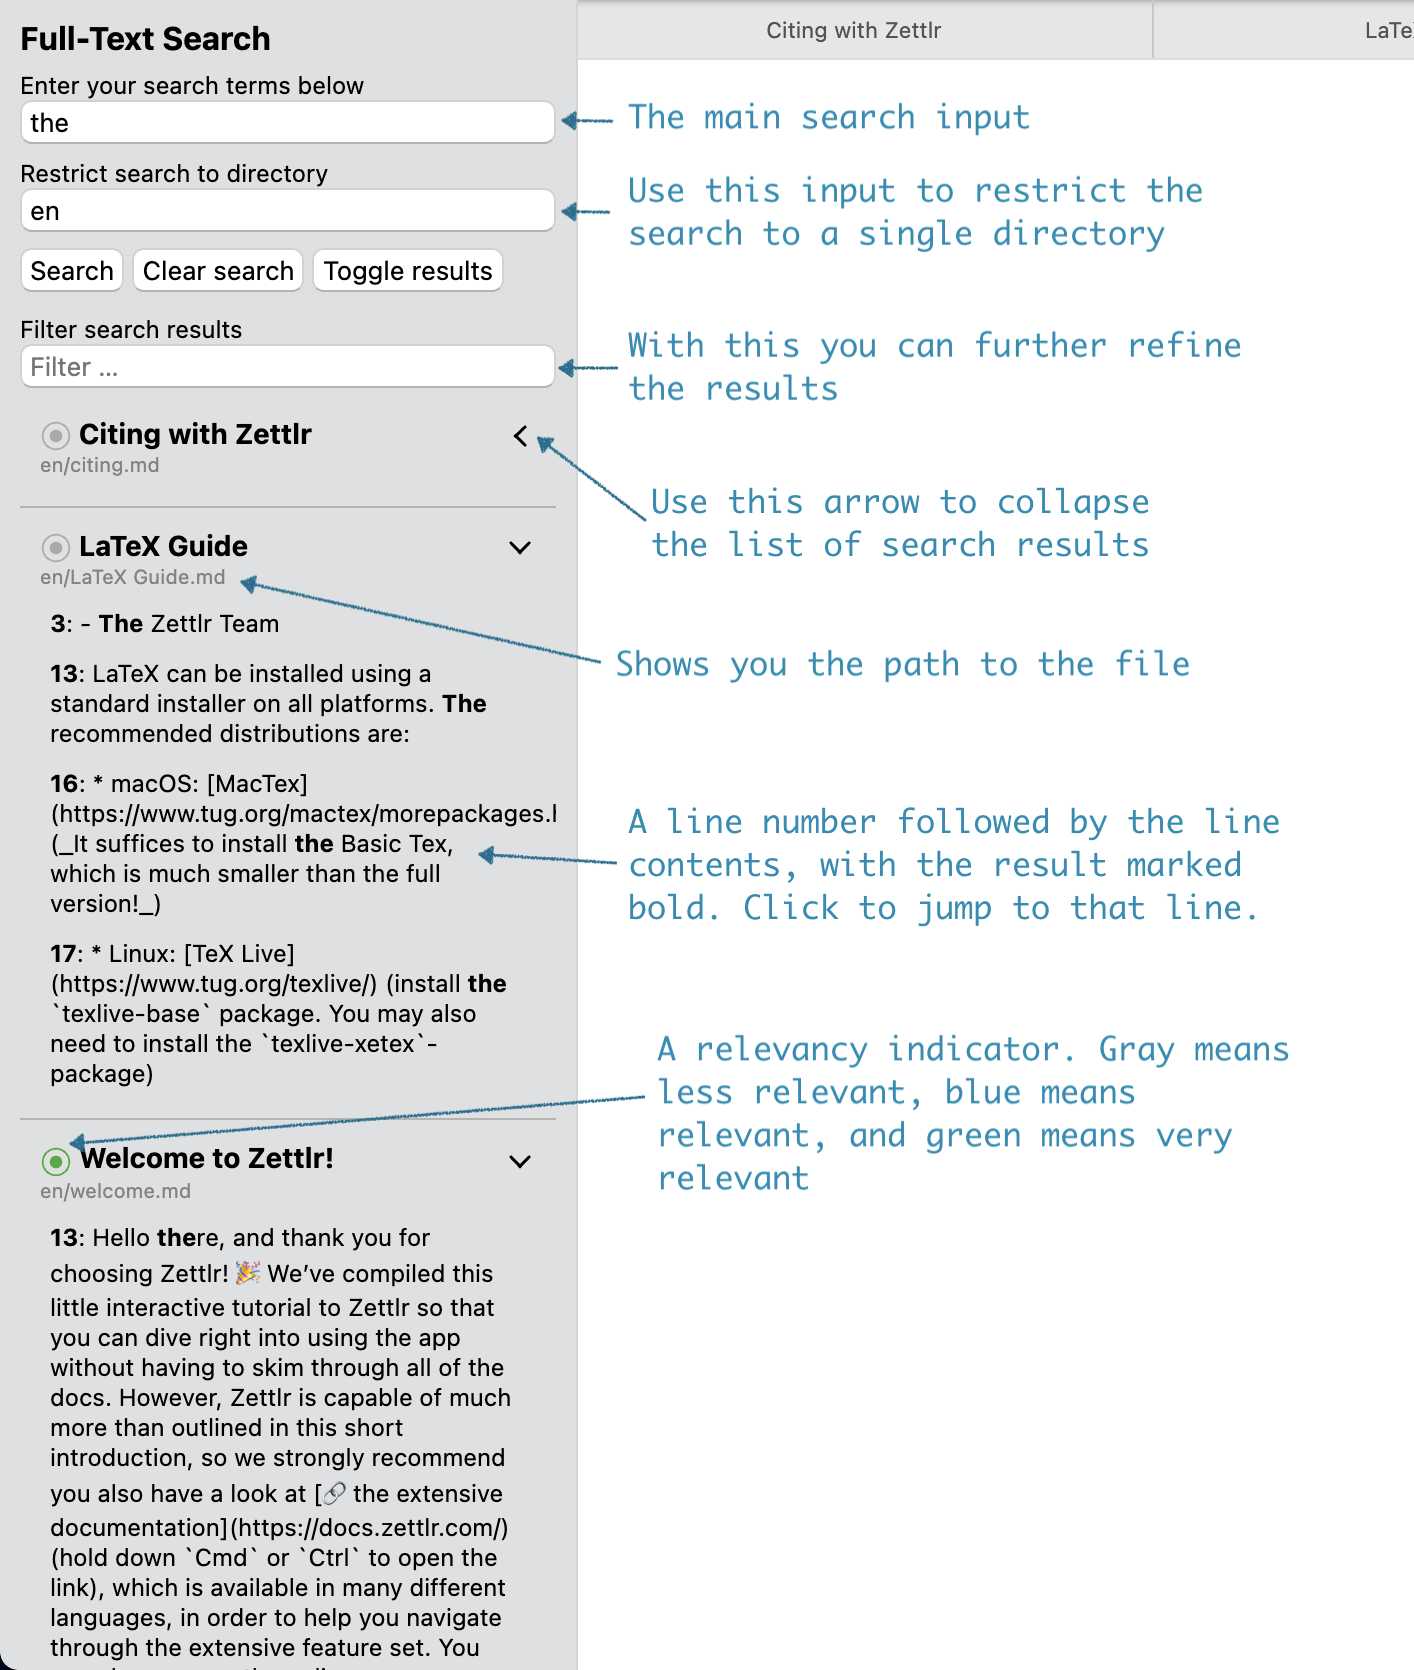 Full-Text Search
Enter your search terms below
the
Restrict search to directory
en
Search
Clear search
Toggle results
Filter search results
Filter ...
Citing with Zettlr
en/citing.md
LaTeX Guide
en/LaTeX Guide.md
3: - The Zettlr Team
13: LaTeX can be installed using a
standard installer on all platforms. The
recommended distributions are:
16: * macOS: [MacTex]
(https://www.tug.org/mactex/morepackages.h
(_It suffices to install the Basic Tex,
which is much smaller than the full
version!_)
17: * Linux: [TeX Live]
(https://www.tug.org/texlive/) (install the
`texlive-base` package. You may also
need to install the `texlive-xetex`-
package)
Welcome to Zettlr!
en/welcome.md
13: Hello there, and thank you for
choosing Zettlr! 🎉 We’ve compiled this
little interactive tutorial to Zettlr so that
you can dive right into using the app
without having to skim through all of the
docs. However, Zettlr is capable of much
more than outlined in this short
introduction, so we strongly recommend
you also have a look at [🔗 the extensive
documentation](https://docs.zettlr.com/)
(hold down `Cmd` or `Ctrl` to open the
link), which is available in many different
languages, in order to help you navigate
through the extensive feature set. You
Citing with Zettlr
LaTe
The main search input
Use this input to restrict the
search to a single directory
With this you can further refine
the results
Use this arrow to collapse
the list of search results
Shows you the path to the file
A line number followed by the line
contents, with the result marked
bold. Click to jump to that line.
A relevancy indicator. Gray means
less relevant, blue means
relevant, and green means very
relevant